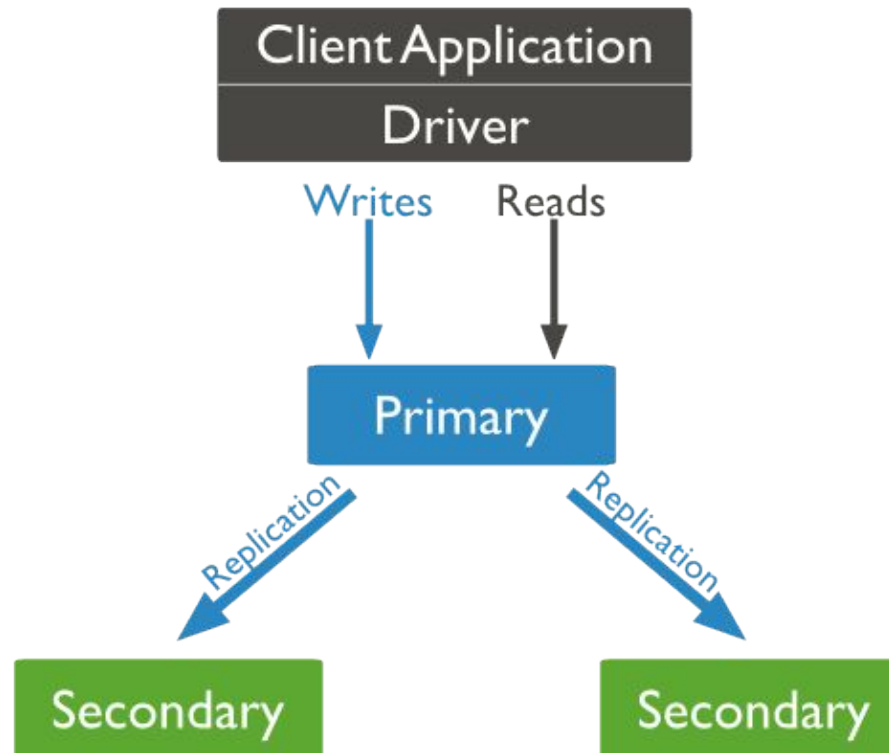 Client Application
Driver
Writes
Reads
Primary
Replication
Replication
Secondary
Secondary